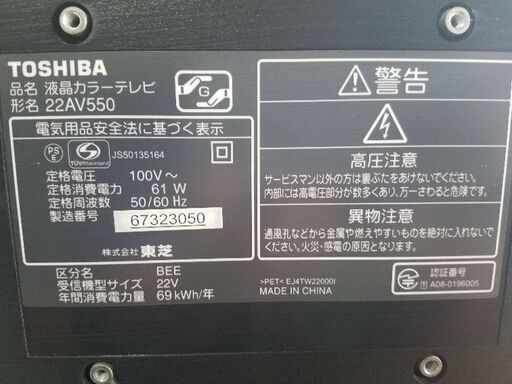 TOSHIBA
品名 液晶カラーテレビ
形名 22AV550
G
電気用品安全法に基づく表示
PS
E
S
TÜVRheinland
JS50135164
定格電圧 100V～
定格消費電力 61 W
定格周波数 50/60 Hz
製造番号 67323050
株式会社 東芝
区分名 BEE
受信機型サイズ 22V
年間消費電力量 69 kWh/年
警告
高圧注意
サービスマン以外の方は裏ぶたをあけないでください。
内部には高電圧部分が数多くあり、万一さわると危険です。
異物注意
通風孔などから金属や燃えやすいものを絶対に入れない
でください。火災・感電の原因となります。
>PET< EJ4TW22000I
MADE IN CHINA
認証番号
T A08-0196005